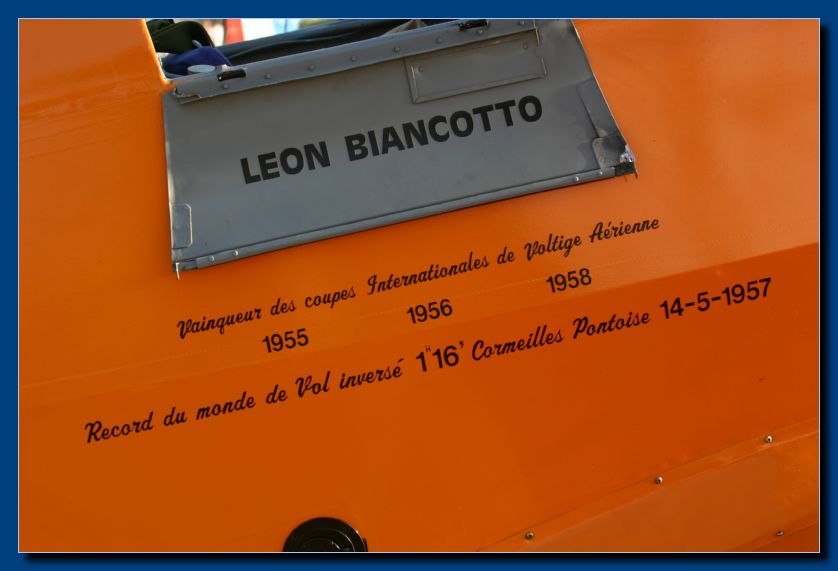 LEON BIANCOTTO
Vainqueur des coupes Internationales de Voltige Aérienne
1955 1956 1958
Record du monde de Vol inversé 1H16' Cormeilles Pontoise 14-5-1957